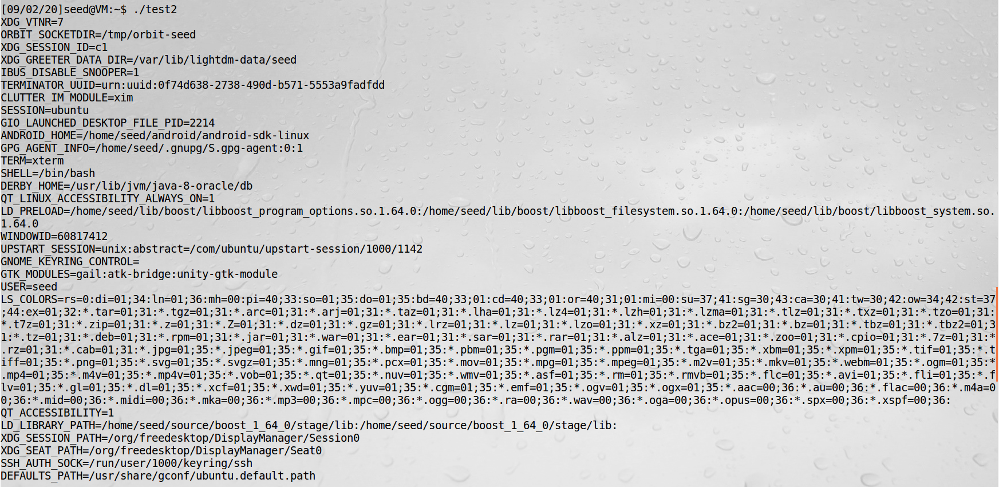 [09/02/20]seed@VM:~$ ./test2
XDG_VTNR=7
ORBIT_SOCKETDIR=/tmp/orbit-seed
XDG_SESSION_ID=c1
XDG_GREETER_DATA_DIR=/var/lib/lightdm-data/seed
IBUS_DISABLE_SNOOPER=1
TERMINATOR_UUID=urn:uuid:0f74d638-2738-490d-b571-5553a9fadfdd
CLUTTER_IM_MODULE=xim
SESSION=ubuntu
GIO_LAUNCHED_DESKTOP_FILE_PID=2214
ANDROID_HOME=/home/seed/android/android-sdk-linux
GPG_AGENT_INFO=/home/seed/.gnupg/S.gpg-agent:0:1
TERM=xterm
SHELL=/bin/bash
DERBY_HOME=/usr/lib/jvm/java-8-oracle/db
QT_LINUX_ACCESSIBILITY_ALWAYS_ON=1
LD_PRELOAD=/home/seed/lib/boost/libboost_program_options.so.1.64.0:/home/seed/lib/boost/libboost_filesystem.so.1.64.0:/home/seed/lib/boost/libboost_system.so.
1.64.0
WINDOWID=60817412
UPSTART_SESSION=unix:abstract=/com/ubuntu/upstart-session/1000/1142
GNOME_KEYRING_CONTROL=
GTK_MODULES=gail:atk-bridge:unity-gtk-module
USER=seed
LS_COLORS=rs=0:di=01;34:ln=01;36:mh=00:pi=40;33:so=01;35:do=01;35:bd=40;33;01:cd=40;33;01:or=40;31;01:mi=00:su=37;41:sg=30;43:ca=30;41:tw=30;42:ow=34;42:st=37
;44:ex=01;32:*.tar=01;31:*.tgz=01;31:*.arc=01;31:*.arj=01;31:*.taz=01;31:*.lha=01;31:*.lz4=01;31:*.lzh=01;31:*.lzma=01;31:*.tlz=01;31:*.txz=01;31:*.tzo=01;31:
*.t7z=01;31:*.zip=01;31:*.z=01;31:*.Z=01;31:*.dz=01;31:*.gz=01;31:*.lrz=01;31:*.lz=01;31:*.lzo=01;31:*.xz=01;31:*.bz2=01;31:*.bz=01;31:*.tbz=01;31:*.tbz2=01;3
1:*.tz=01;31:*.deb=01;31:*.rpm=01;31:*.jar=01;31:*.war=01;31:*.ear=01;31:*.sar=01;31:*.rar=01;31:*.alz=01;31:*.ace=01;31:*.zoo=01;31:*.cpio=01;31:*.7z=01;31:*
.rz=01;31:*.cab=01;31:*.jpg=01;35:*.jpeg=01;35:*.gif=01;35:*.bmp=01;35:*.pbm=01;35:*.pgm=01;35:*.ppm=01;35:*.tga=01;35:*.xbm=01;35:*.xpm=01;35:*.tif=01;35:*.t
iff=01;35:*.png=01;35:*.svg=01;35:*.svgz=01;35:*.mng=01;35:*.pcx=01;35:*.mov=01;35:*.mpg=01;35:*.mpeg=01;35:*.m2v=01;35:*.mkv=01;35:*.webm=01;35:*.ogm=01;35:*
.mp4=01;35:*.m4v=01;35:*.mp4v=01;35:*.vob=01;35:*.qt=01;35:*.nuv=01;35:*.wmv=01;35:*.asf=01;35:*.rm=01;35:*.rmvb=01;35:*.flc=01;35:*.avi=01;35:*.fli=01;35:*.f
lv=01;35:*.gl=01;35:*.dl=01;35:*.xcf=01;35:*.xwd=01;35:*.yuv=01;35:*.cgm=01;35:*.emf=01;35:*.ogv=01;35:*.ogx=01;35:*.aac=00;36:*.au=00;36:*.flac=00;36:*.m4a=0
0;36:*.mid=00;36:*.midi=00;36:*.mka=00;36:*.mp3=00;36:*.mpc=00;36:*.ogg=00;36:*.ra=00;36:*.wav=00;36:*.oga=00;36:*.opus=00;36:*.spx=00;36:*.xspf=00;36:
QT_ACCESSIBILITY=1
LD_LIBRARY_PATH=/home/seed/source/boost_1_64_0/stage/lib:/home/seed/source/boost_1_64_0/stage/lib:
XDG_SESSION_PATH=/org/freedesktop/DisplayManager/Session0
XDG_SEAT_PATH=/org/freedesktop/DisplayManager/Seat0
SSH_AUTH_SOCK=/run/user/1000/keyring/ssh
DEFAULTS_PATH=/usr/share/gconf/ubuntu.default.path